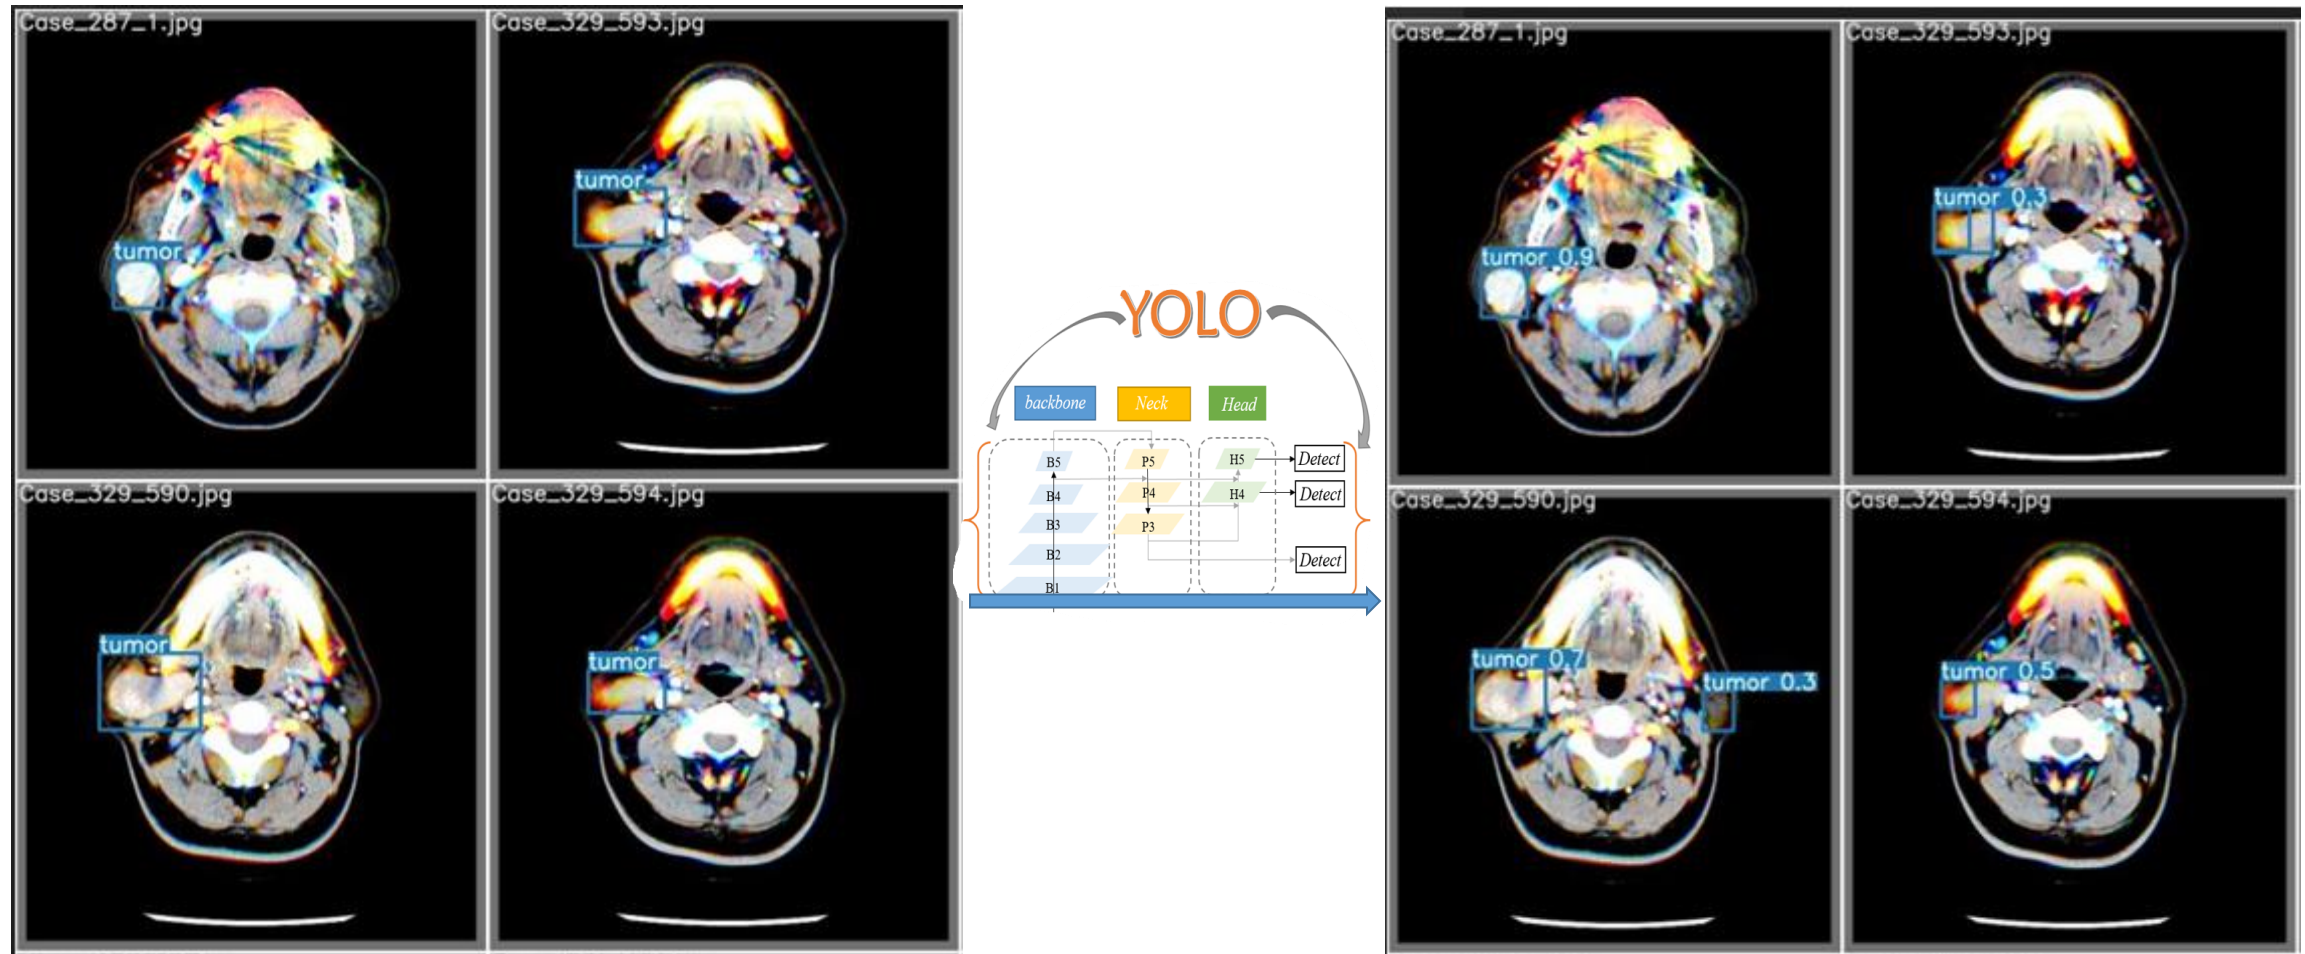 Case_287_1.jpg
Case_329_593.jpg
tumor
tumor
Case_329_590.jpg
Case_329_594.jpg
tumor
tumor
YOLO
backbone
Neck
Head
B5
P5
H5
Detect
B4
P4
H4
Detect
B3
P3
B2
Detect
B1
Case_287_1.jpg
Case_329_593.jpg
tumor 0.3
tumor 0.9
Case_329_590.jpg
Case_329_594.jpg
tumor 0.7
tumor 0.3
tumor 0.5